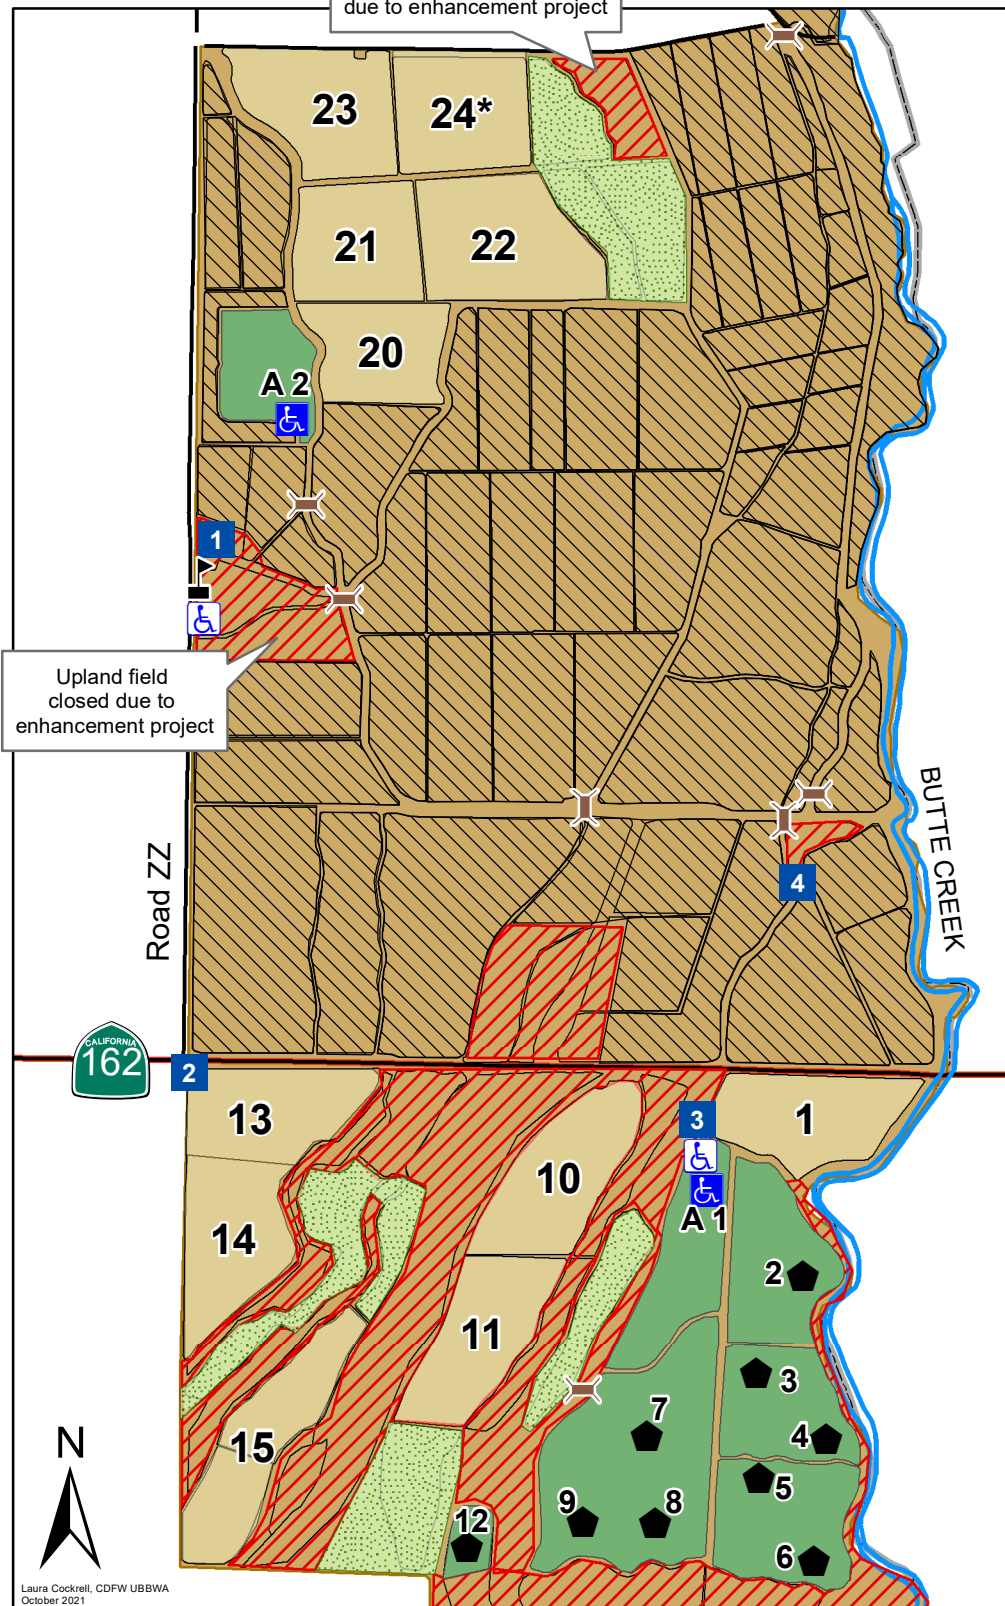 due to enhancement project
23
24*
21
22
20
A 2
1
Upland field
closed due to
enhancement project
BUTTE CREEK
Road ZZ
4
CALIFORNIA
162
2
13
3
1
10
A 1
14
2
11
3
7
4
15
5
9
8
12
6
N
Laura Cockrell, CDFW UBBWA
October 2021